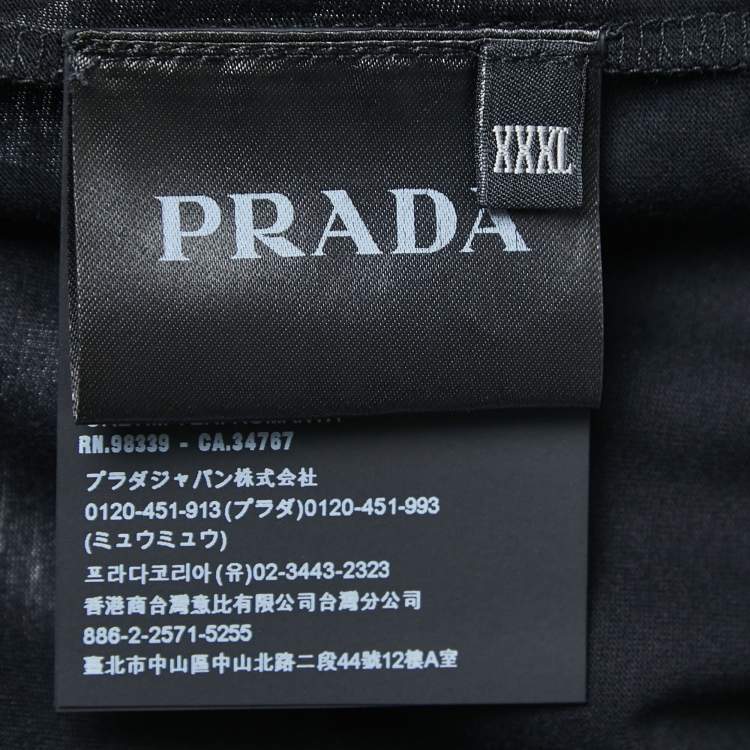 PRADA
XXXL
RN.98339 - CA.34767
プラダジャパン株式会社
0120-451-913(プラダ)0120-451-993
(ミュウミュウ)
프라다코리아(유)02-3443-2323
香港商台灣意比有限公司台灣分公司
886-2-2571-5255
臺北市中山區中山北路二段44號12樓A室